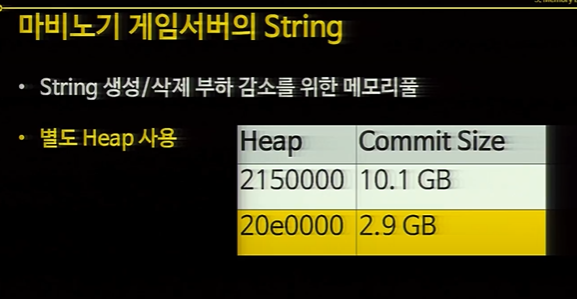 마비노기 게임서버의 String
• String 생성/삭제 부하 감소를 위한 메모리풀
• 별도 Heap 사용
Heap Commit Size
2150000 10.1 GB
20e0000 2.9 GB